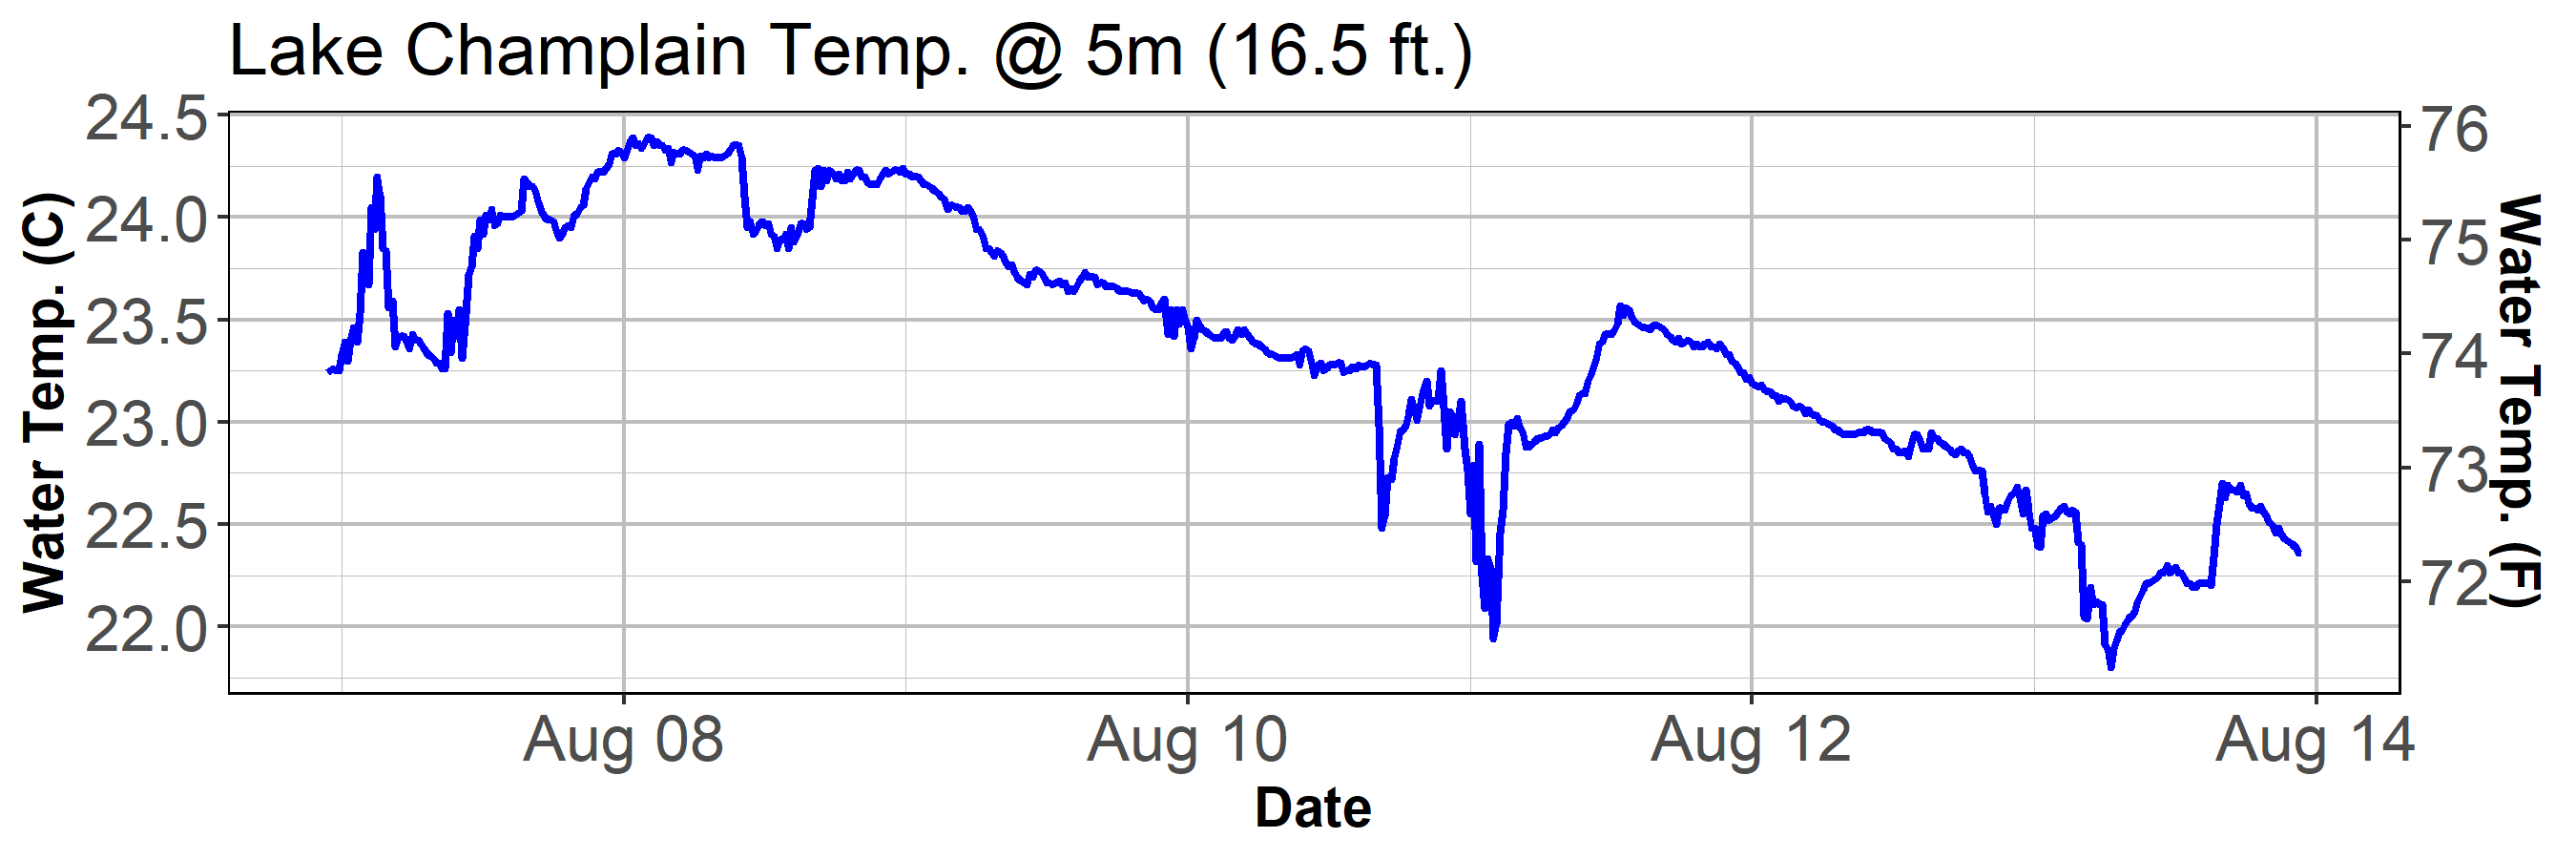 Lake Champlain Temp. @ 5m (16.5 ft.)
Water Temp. (C)
24.5
24.0
23.5
23.0
22.5
22.0
76
75
74
73
72
Water Temp. (F)
Aug 08
Aug 10
Aug 12
Aug 14
Date